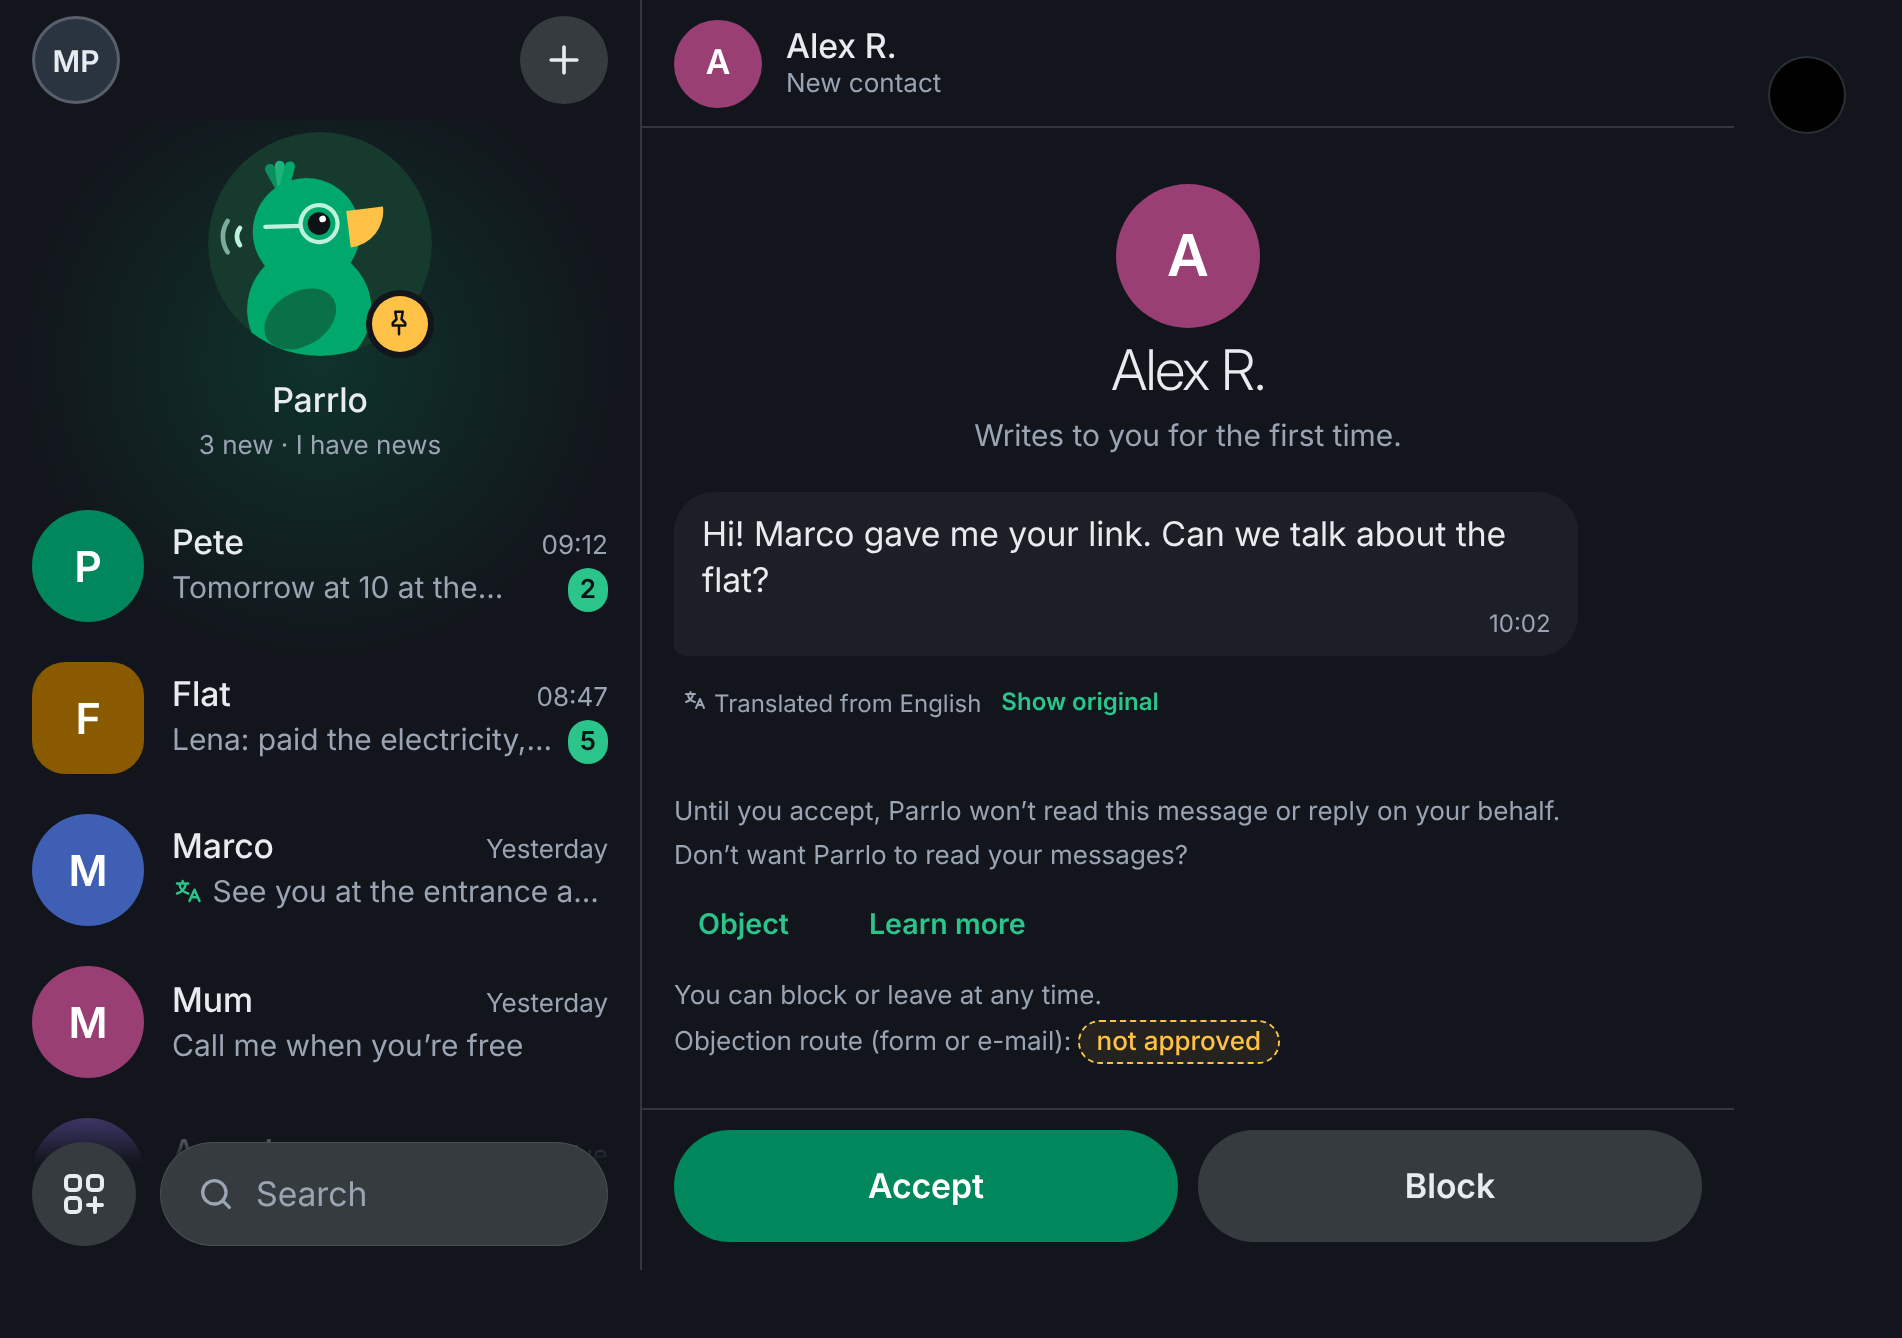 MP
Parrlo
3 new · I have news
P
Pete
09:12
Tomorrow at 10 at the...
2
F
Flat
08:47
Lena: paid the electricity,...
5
M
Marco
Yesterday
See you at the entrance a...
M
Mum
Yesterday
Call me when you’re free
Search
A
Alex R.
New contact
A
Alex R.
Writes to you for the first time.
Hi! Marco gave me your link. Can we talk about the
flat?
10:02
Translated from English Show original
Until you accept, Parrlo won’t read this message or reply on your behalf.
Don’t want Parrlo to read your messages?
Object Learn more
You can block or leave at any time.
Objection route (form or e-mail): not approved
Accept
Block